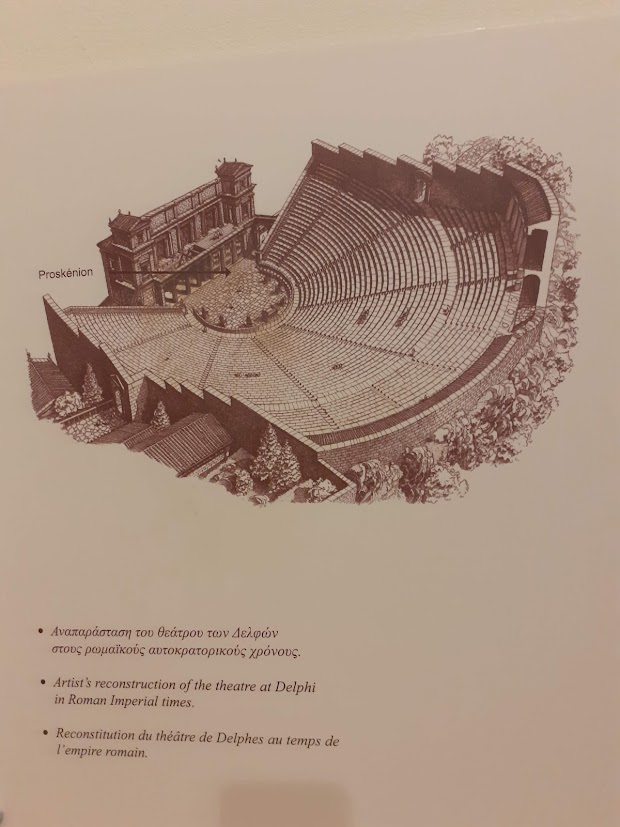 Proskénion
• Αναπαράσταση του θεάτρου των Δελφών
στους ρωμαϊκούς αυτοκρατορικούς χρόνους.
• Artist's reconstruction of the theatre at Delphi
in Roman Imperial times.
• Reconstitution du théâtre de Delphes au temps de
l'empire romain.